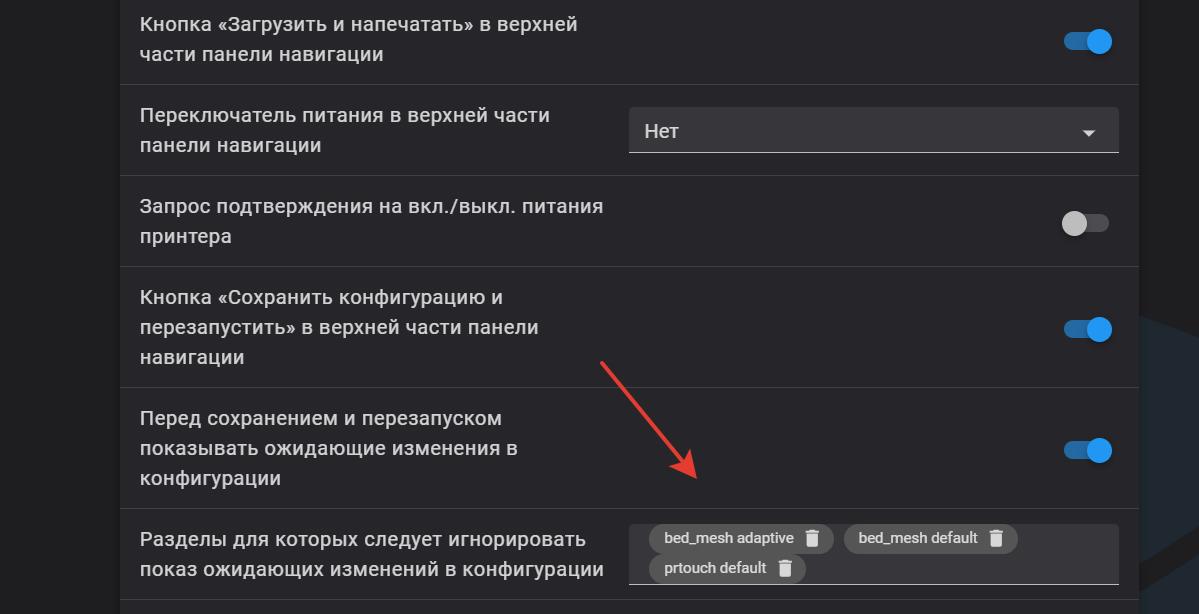 Кнопка «Загрузить и напечатать» в верхней
части панели навигации
Переключатель питания в верхней части
панели навигации
Нет
Запрос подтверждения на вкл./выкл. питания
принтера
Кнопка «Сохранить конфигурацию и
перезапустить» в верхней части панели
навигации
Перед сохранением и перезапуском
показывать ожидающие изменения в
конфигурации
Разделы для которых следует игнорировать
показ ожидающих изменений в конфигурации
bed_mesh adaptive
bed_mesh default
prtouch default